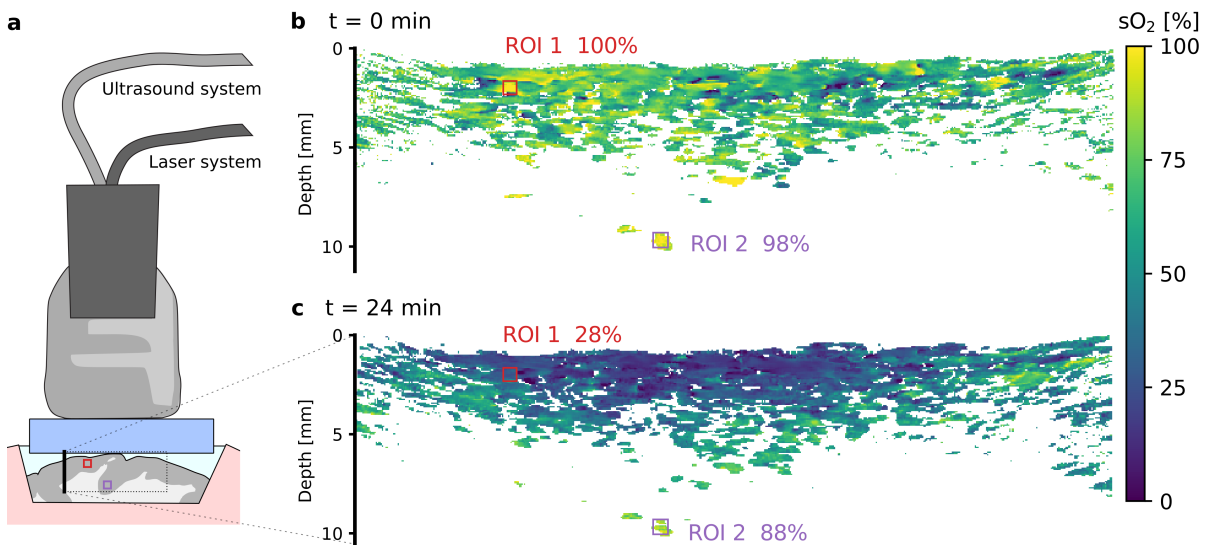 a
Ultrasound system
Laser system
b t = 0 min
ROI 1 100%
0
5
10
Depth [mm]
ROI 2 98%
c t = 24 min
ROI 1 28%
0
5
10
Depth [mm]
ROI 2 88%
sO₂ [%]
100
75
50
25
0